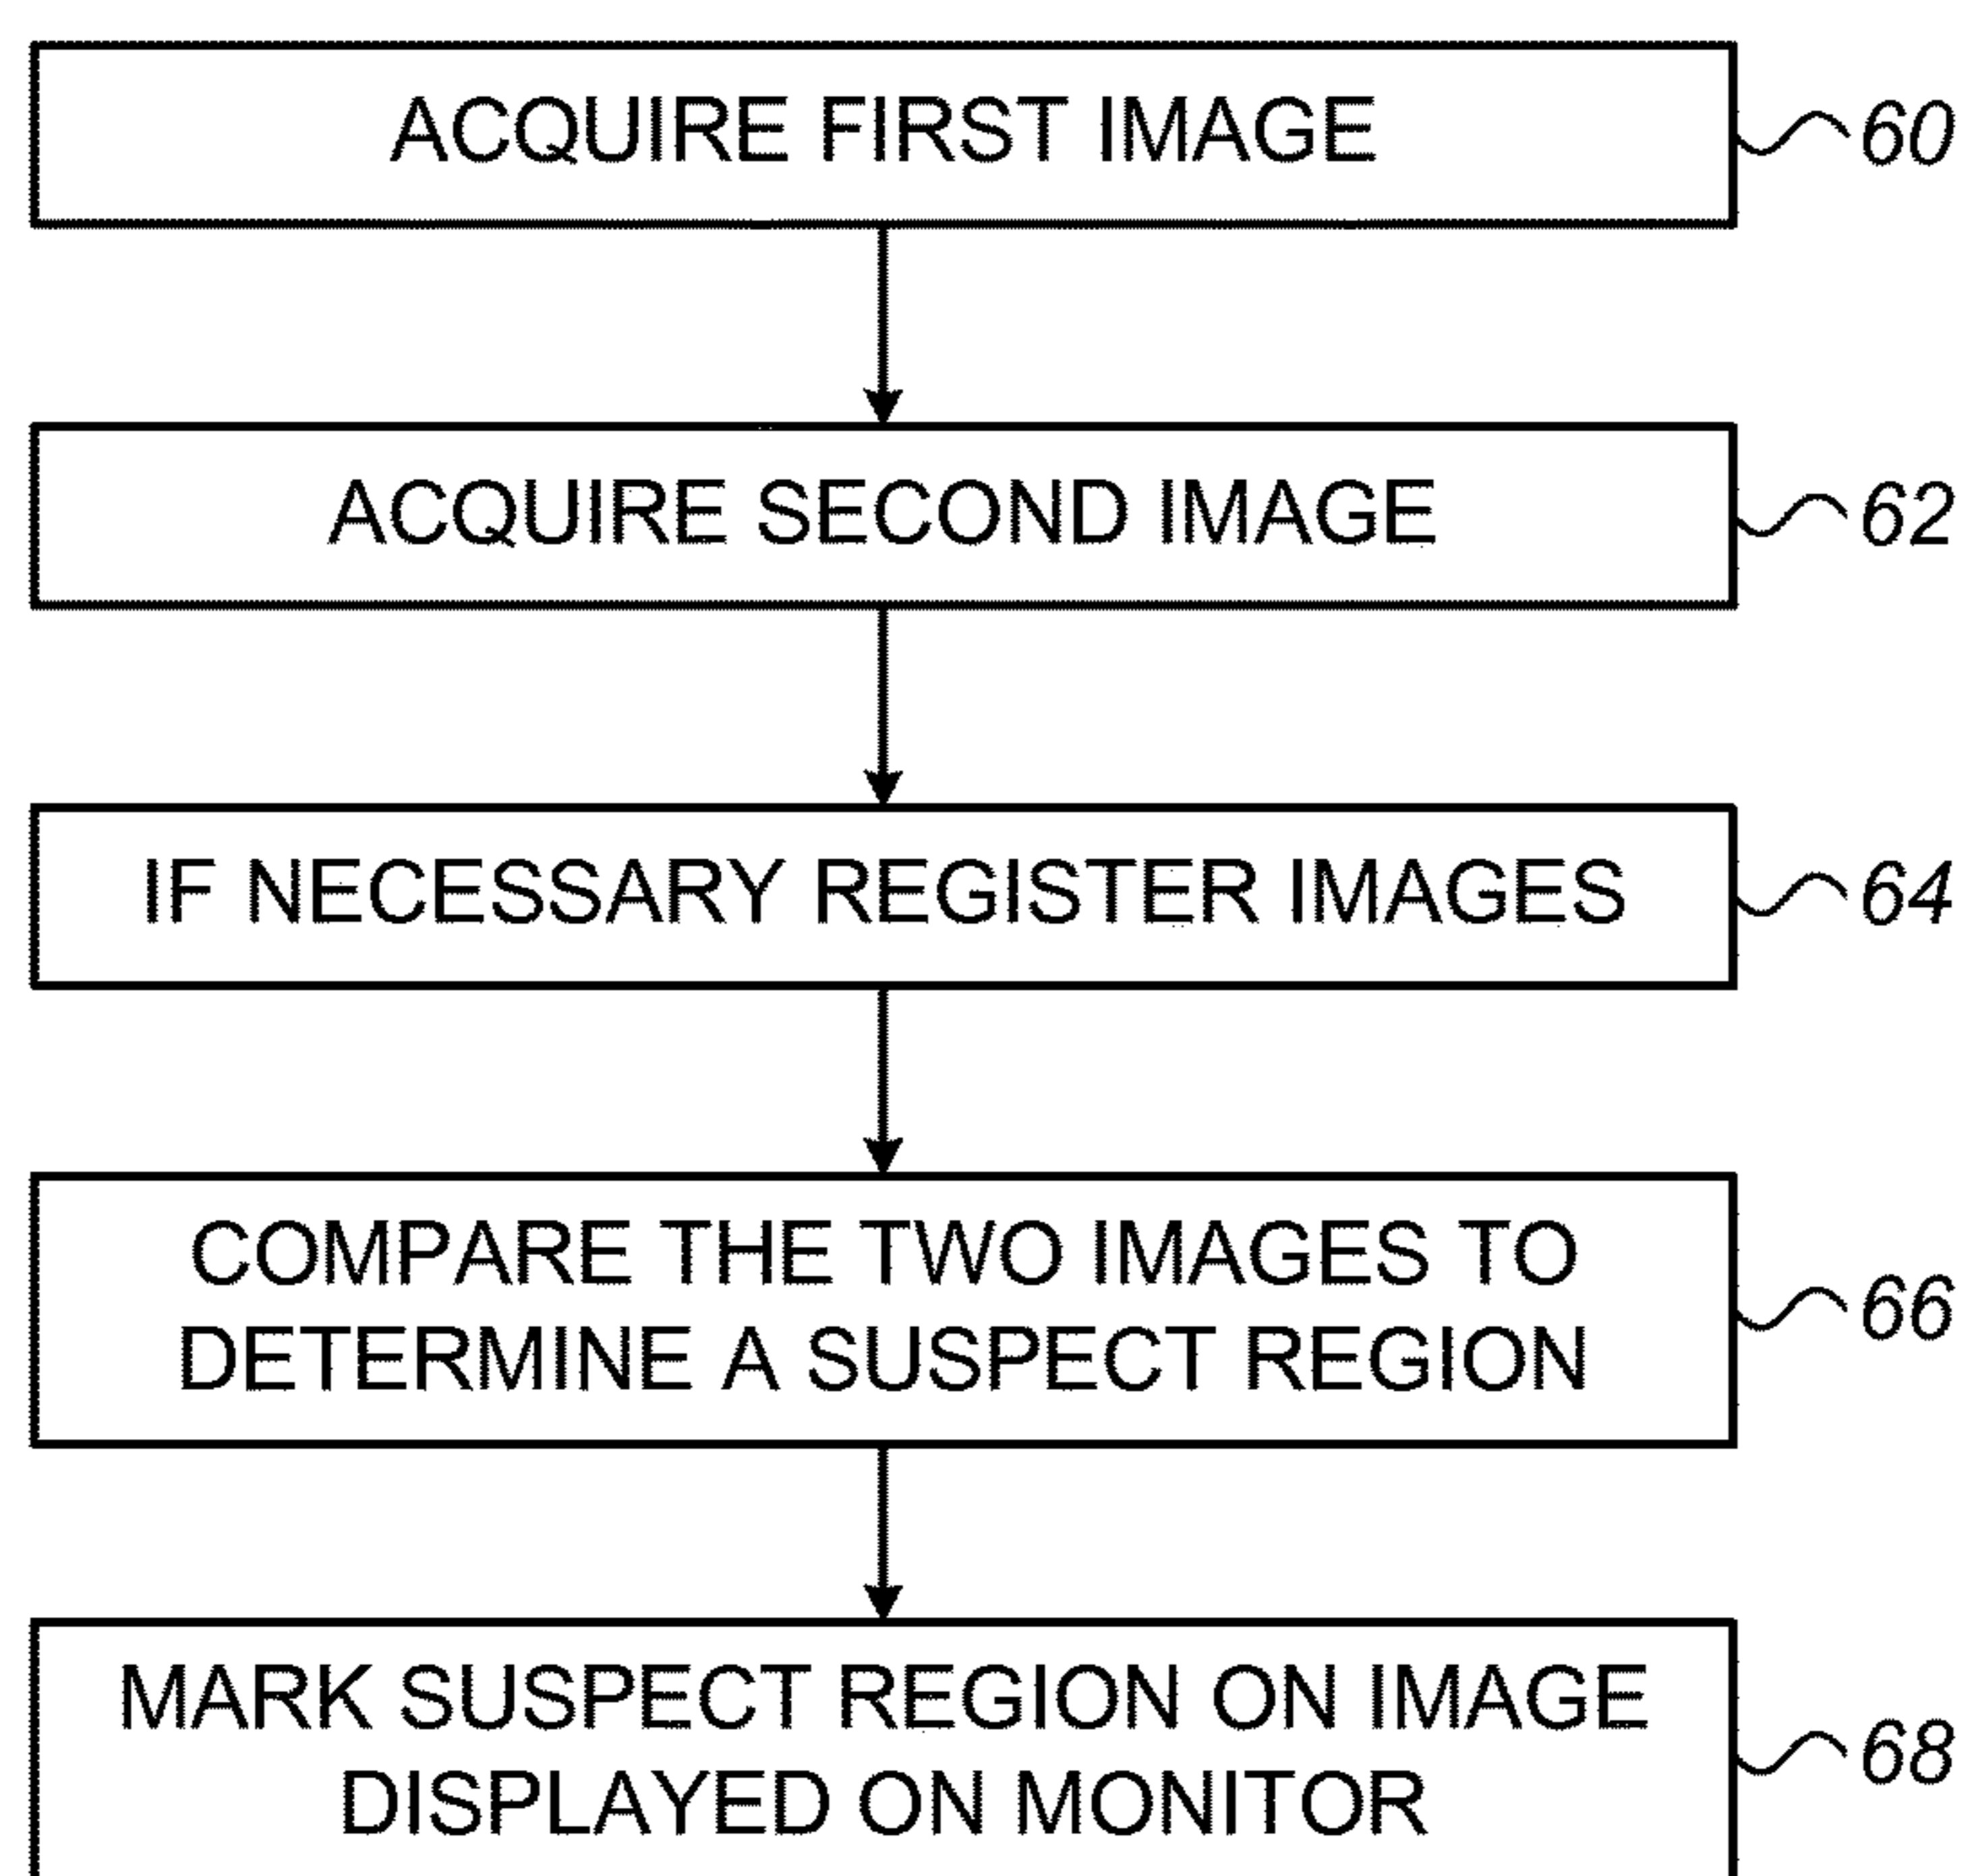 ACQUIRE FIRST IMAGE
60
ACQUIRE SECOND IMAGE
62
IF NECESSARY REGISTER IMAGES
64
COMPARE THE TWO IMAGES TO
DETERMINE A SUSPECT REGION
66
MARK SUSPECT REGION ON IMAGE
DISPLAYED ON MONITOR
68